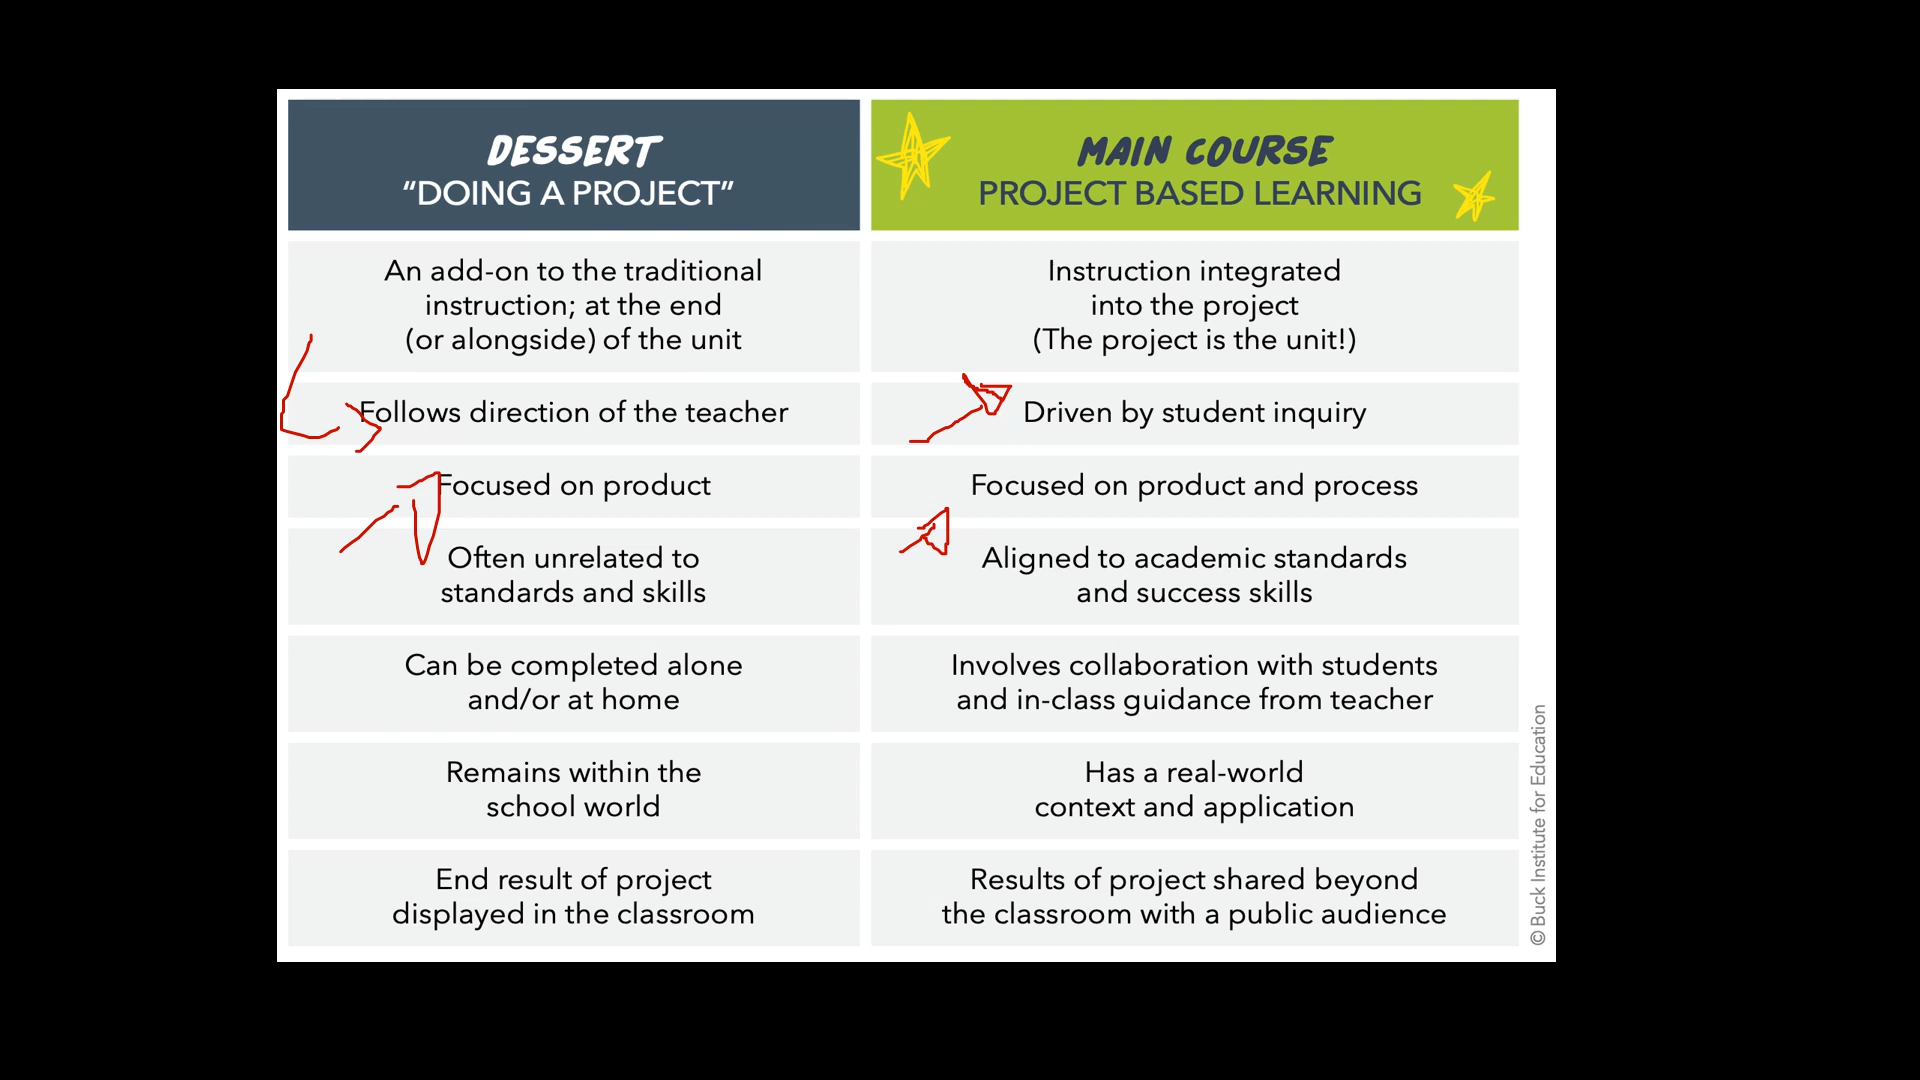 DESSERT
“DOING A PROJECT”
MAIN COURSE
PROJECT BASED LEARNING
An add-on to the traditional
instruction; at the end
(or alongside) of the unit
Instruction integrated
into the project
(The project is the unit!)
Follows direction of the teacher
Driven by student inquiry
Focused on product
Focused on product and process
Often unrelated to
standards and skills
Aligned to academic standards
and success skills
Can be completed alone
and/or at home
Involves collaboration with students
and in-class guidance from teacher
Remains within the
school world
Has a real-world
context and application
End result of project
displayed in the classroom
Results of project shared beyond
the classroom with a public audience
© Buck Institute for Education